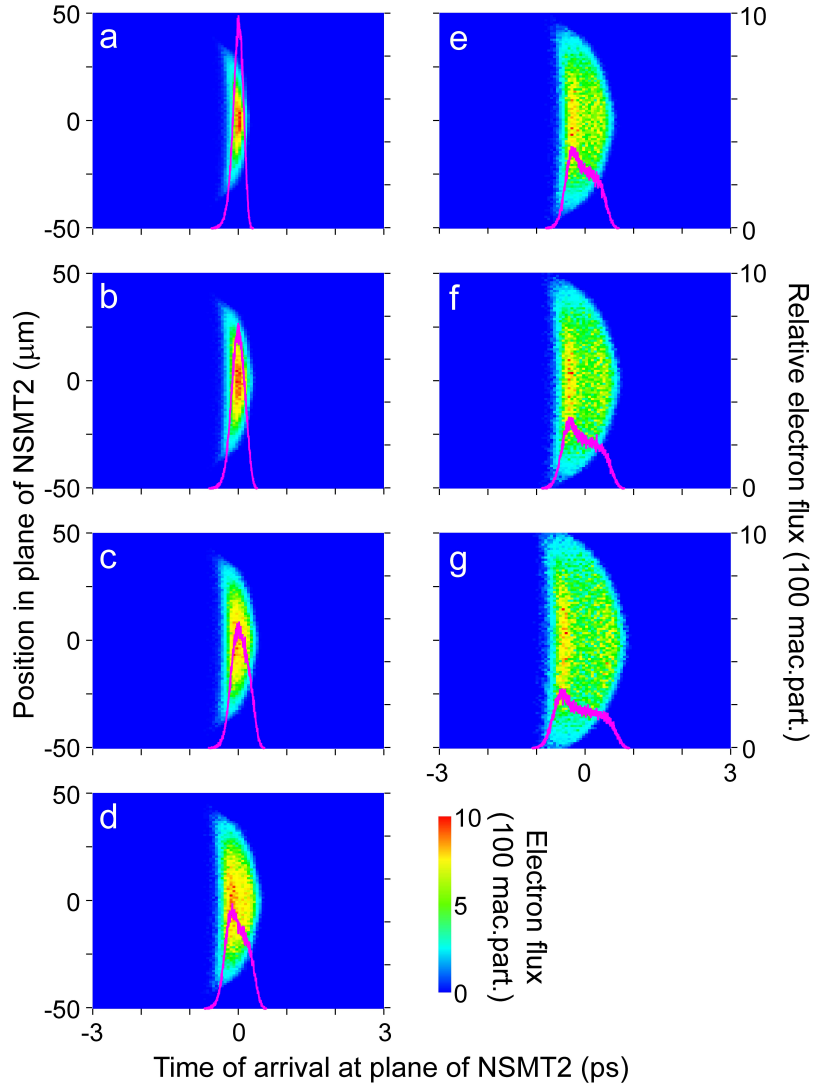 a
e
50
0
-50
10
5
0
b
f
50
0
-50
10
0
c
g
50
0
-50
10
0
-3
0
3
d
50
0
-50
-3
0
3
10
5
0
Electron flux
(100 mac.part.)
Position in plane of NSMT2 (μm)
Relative electron flux (100 mac.part.)
Time of arrival at plane of NSMT2 (ps)